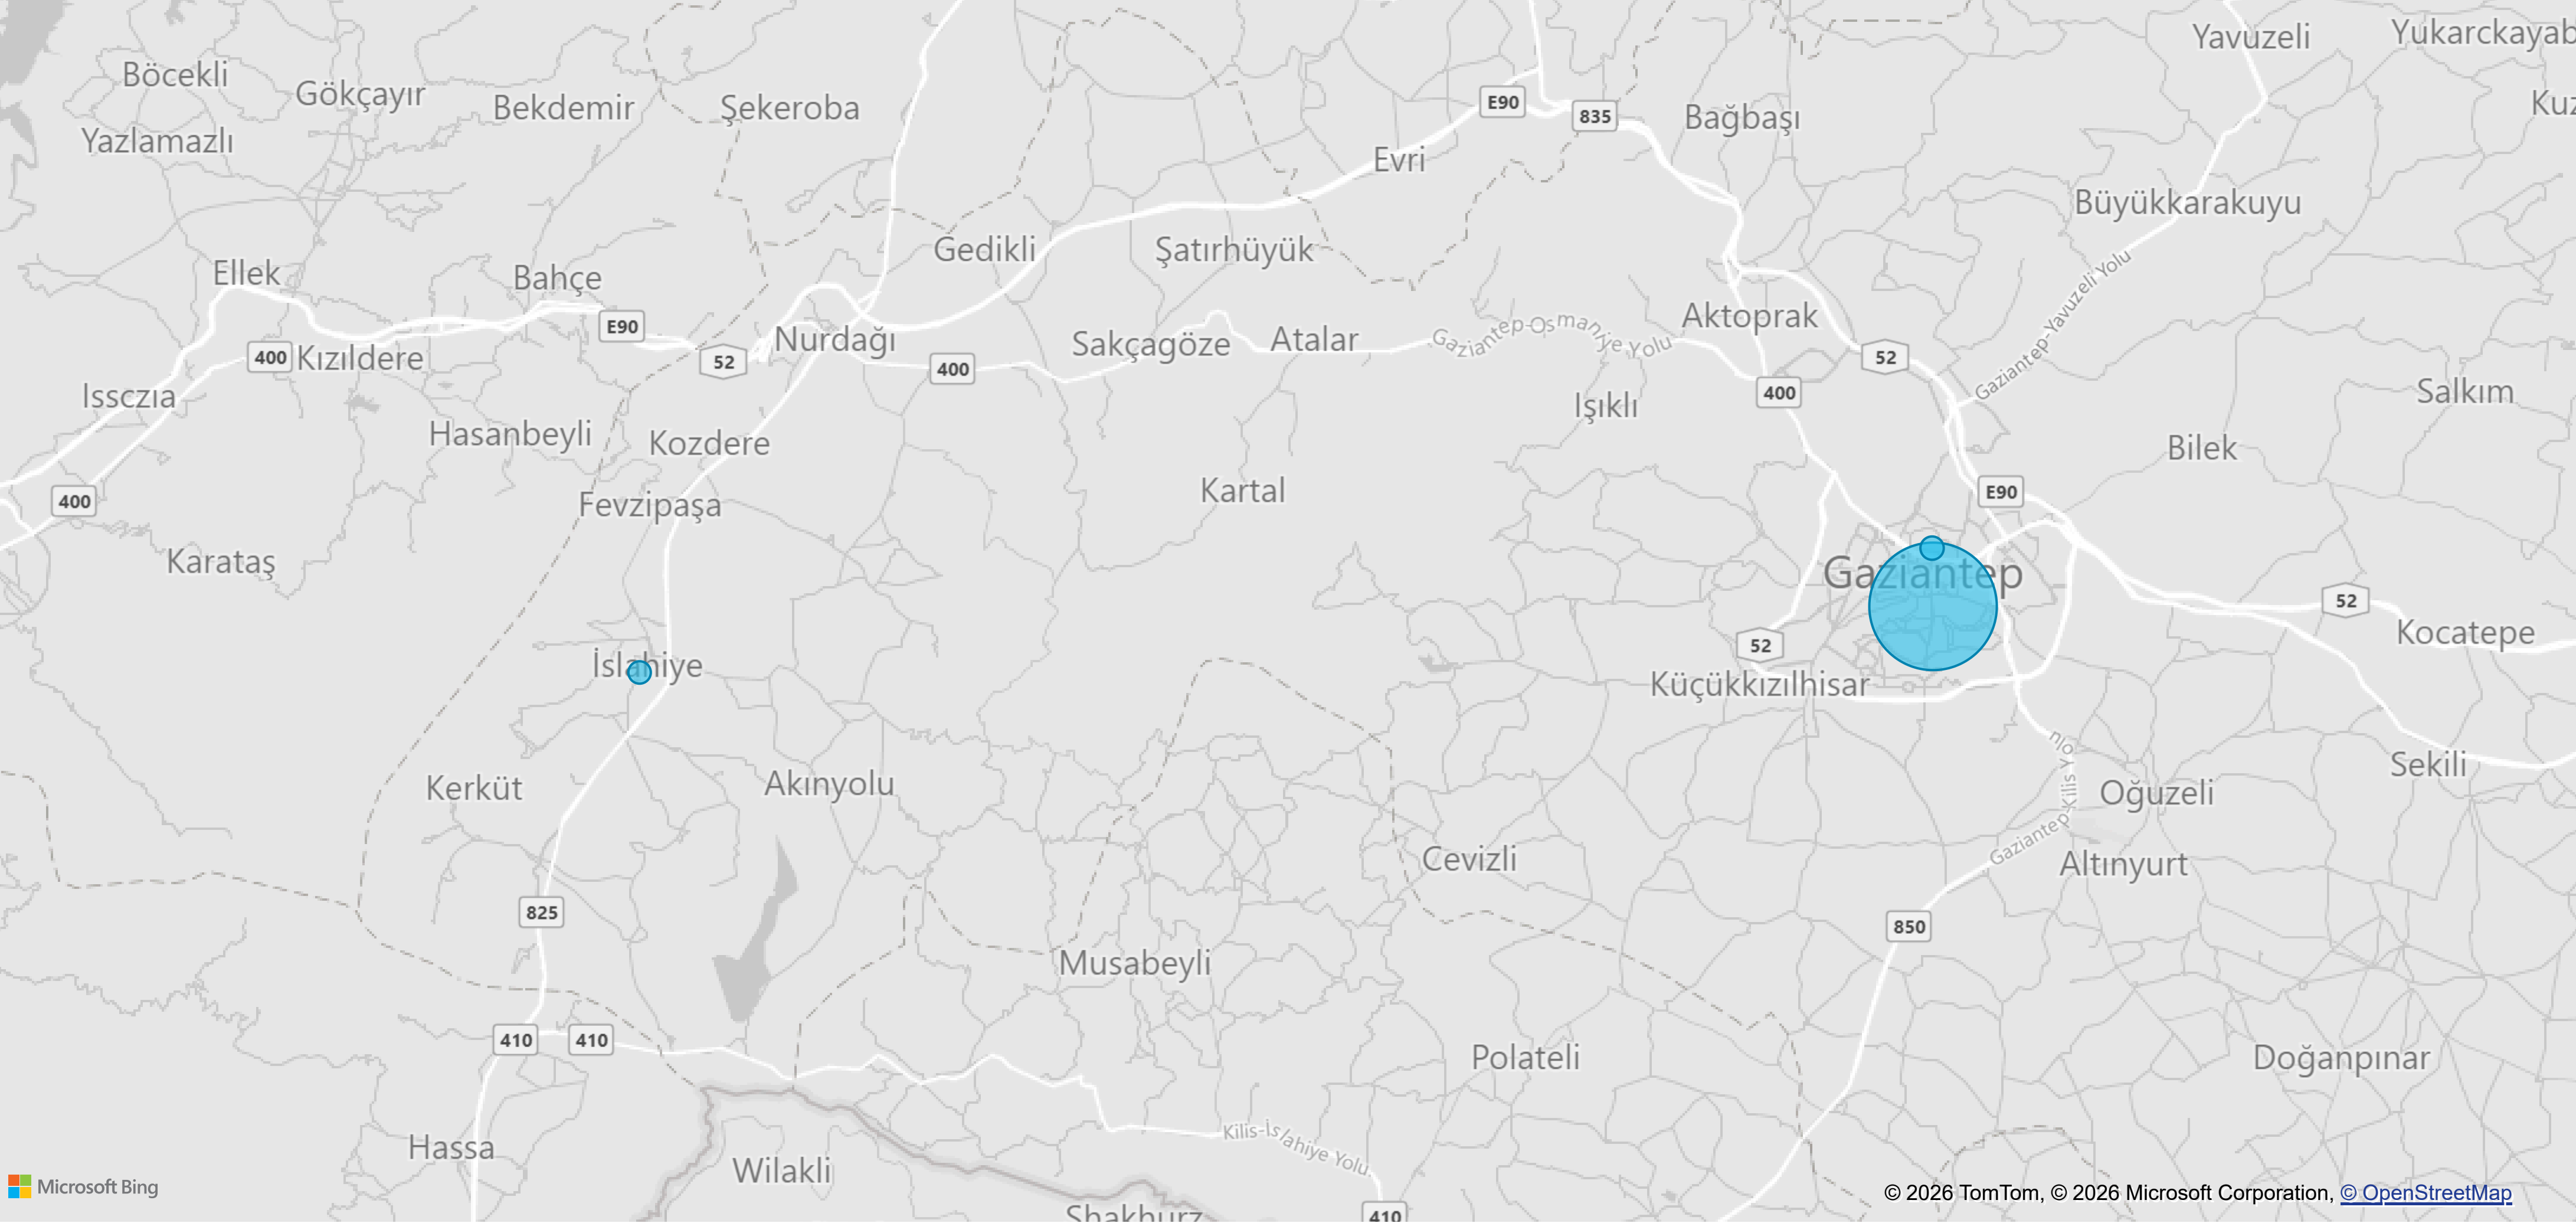 Yavuzeli
Yukarckayab
Böcekli
Gökçayır
Bekdemir
Şekeroba
E90
835
Bağbaşı
Kuz
Yazlamazlı
Evri
Büyükkarakuyu
Gedikli
Şatırhüyük
Ellek
Bahçe
Gaziantep-Yavuzeli Yolu
Aktoprak
E90
52
Nurdağı
Sakçagöze
Atalar
Gaziantep-Osmaniye Yolu
400
Kızıldere
400
52
Issczia
Işıklı
400
Salkım
Hasanbeyli
Kozdere
Bilek
400
Fevzipaşa
Kartal
E90
Karataş
Gaziantep
52
Kocatepe
İslahiye
52
Küçükkızılhisar
Kerküt
Akınyolu
Gaziantep-Kilis Yolu
Oğuzeli
Sekili
Cevizli
Altınyurt
825
850
Musabeyli
410
410
Polateli
Doğanpınar
Hassa
Kilis-İslahiye Yolu
Wilakli
Shakhurz
410
Microsoft Bing
© 2026 TomTom, © 2026 Microsoft Corporation, © OpenStreetMap